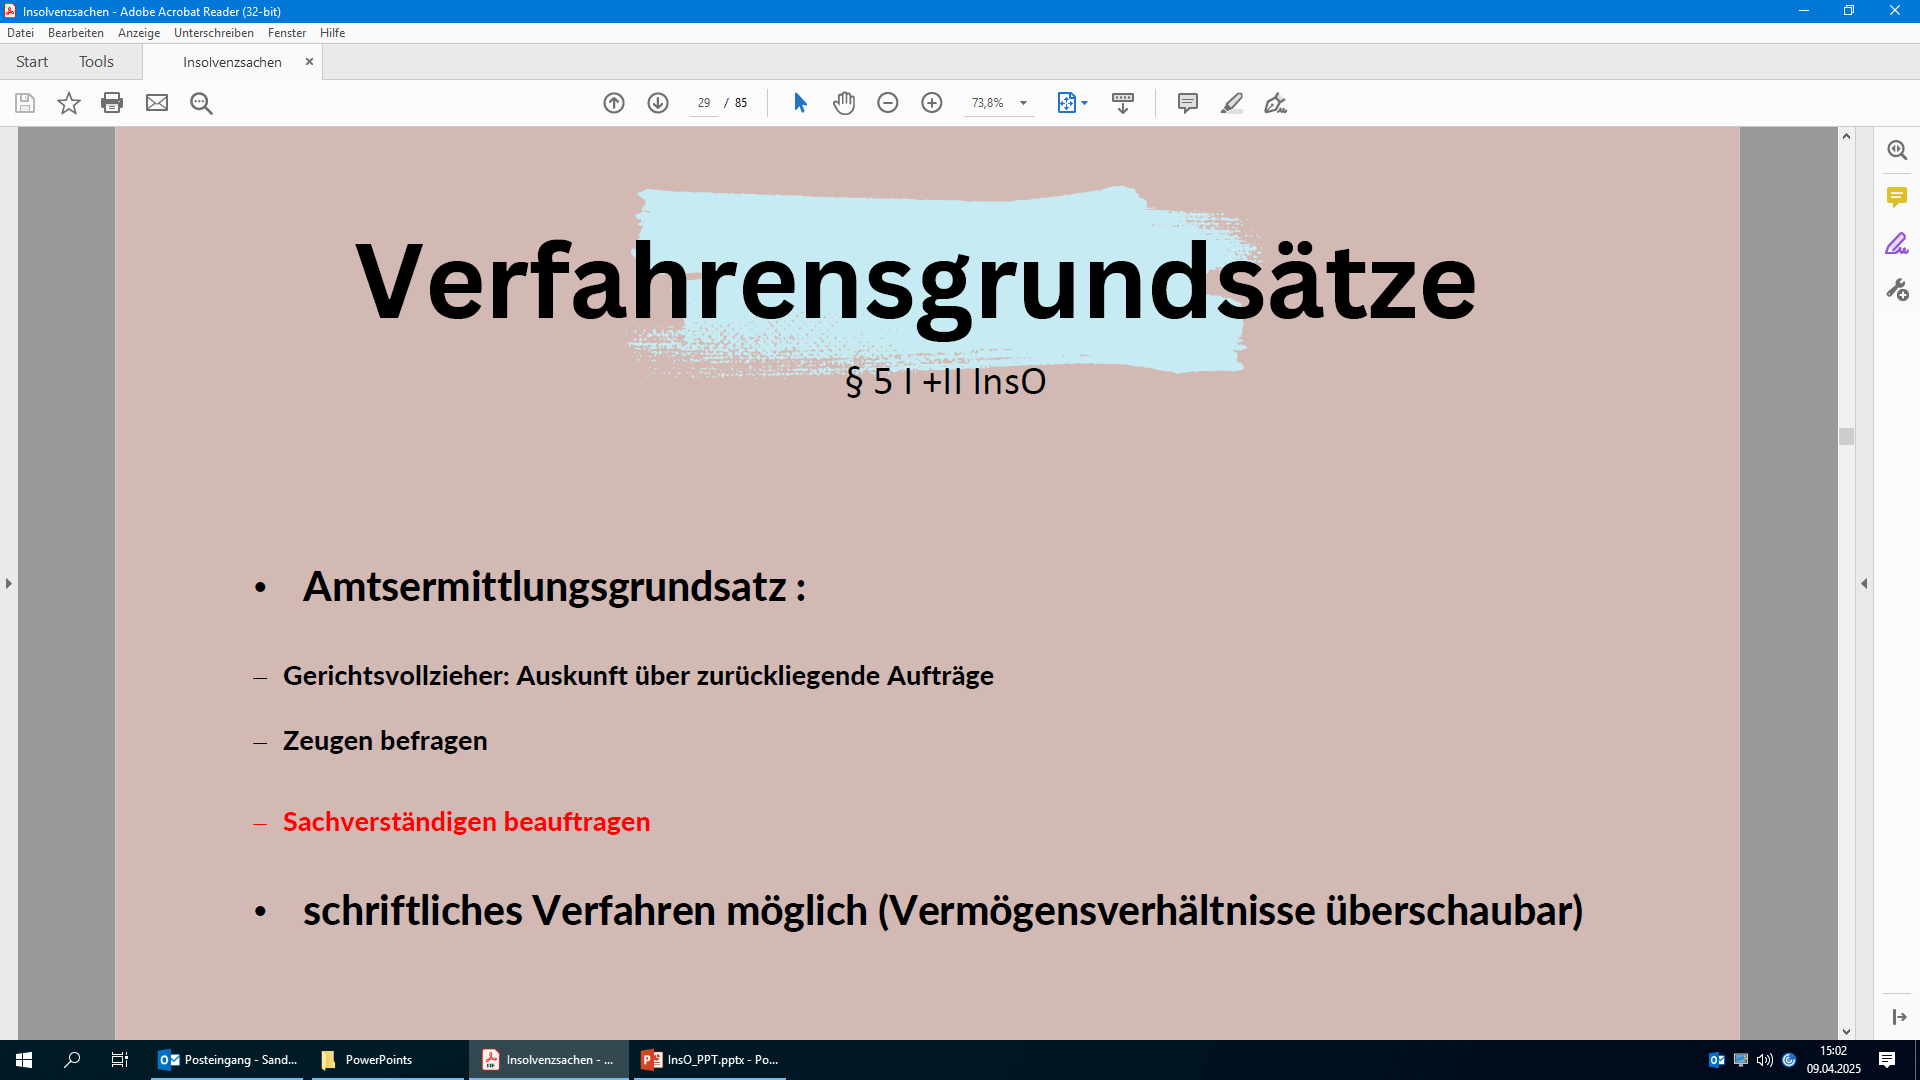 Insolvenzsachen - Adobe Acrobat Reader (32-bit)
Datei Bearbeiten Anzeige Unterschreiben Fenster Hilfe
Start Tools Insolvenzsachen ×
29 / 85 73,8%
Verfahrensgrundsätze
§ 5 I +II InsO
• Amtsermittlungsgrundsatz :
– Gerichtsvollzieher: Auskunft über zurückliegende Aufträge
– Zeugen befragen
– Sachverständigen beauftragen
• schriftliches Verfahren möglich (Vermögensverhältnisse überschaubar)
Posteingang - Sand... PowerPoints Insolvenzsachen - ... InsO_PPT.pptx - Po... 15:02
09.04.2025